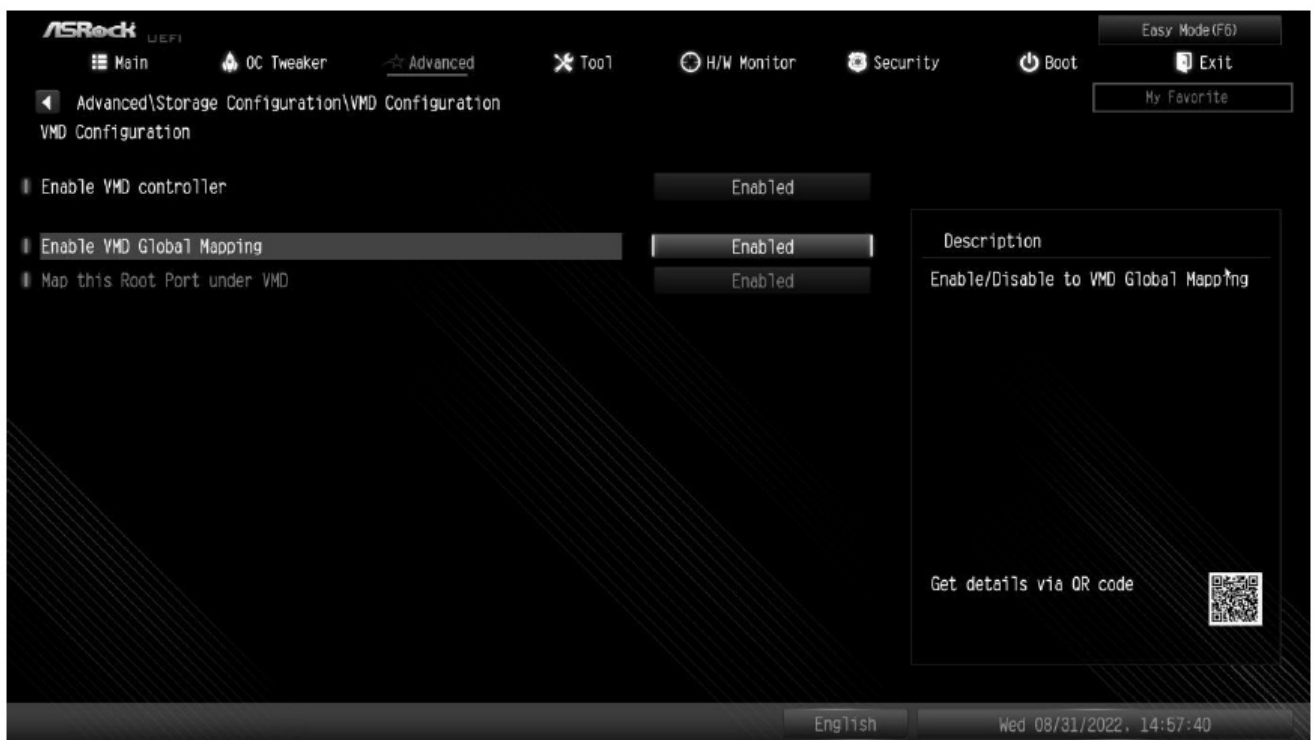 ASRock UEFI
Easy Mode(F6)
Main OC Tweaker Advanced Tool H/W Monitor Security Boot Exit
Advanced\Storage Configuration\VMD Configuration
My Favorite
VMD Configuration
Enable VMD controller Enabled
Enable VMD Global Mapping Enabled
Map this Root Port under VMD Enabled
Description
Enable/Disable to VMD Global Mapping
Get details via QR code
English Wed 08/31/2022, 14:57:40